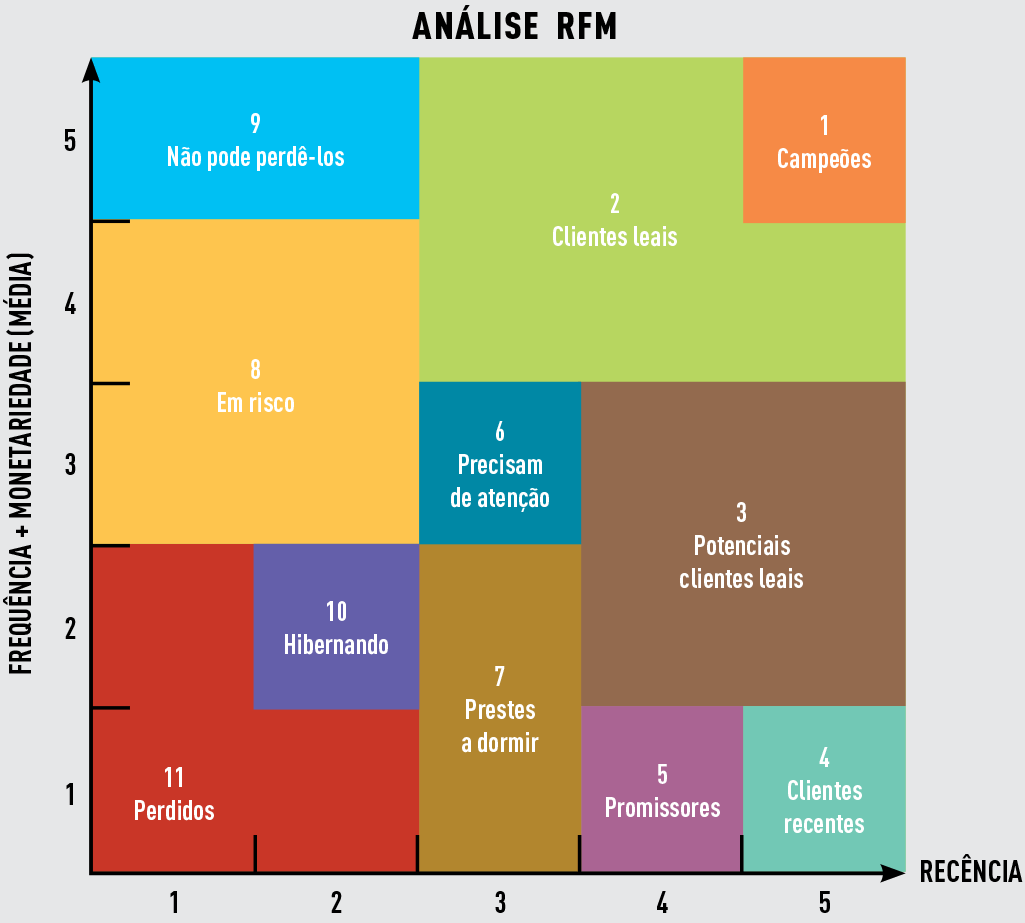 ANÁLISE RFM
FREQUÊNCIA + MONETARIEDADE (MÉDIA)
5
4
3
2
1
9
Não pode perdê-los
1
Campeões
2
Clientes leais
8
Em risco
6
Precisam
de atenção
3
Potenciais
clientes leais
10
Hibernando
7
Prestes
a dormir
11
Perdidos
5
Promissores
4
Clientes
recentes
RECÊNCIA
1 2 3 4 5